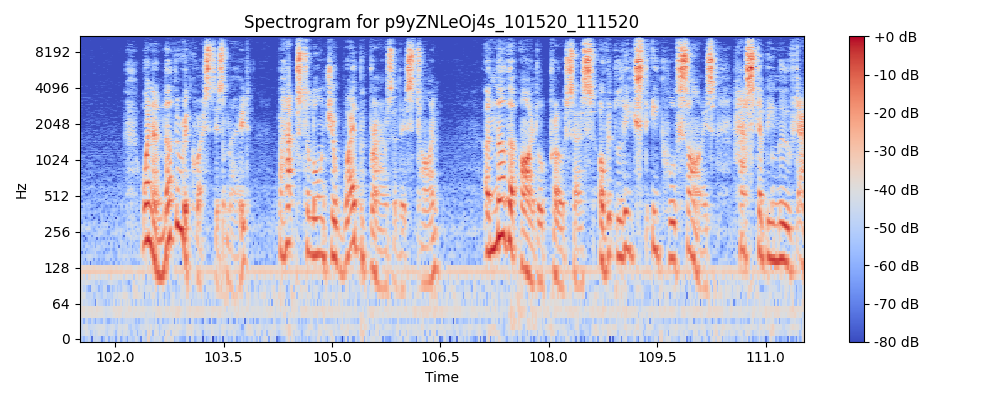 Spectrogram for p9yZNLeOj4s_101520_111520
8192
4096
2048
1024
512
256
128
64
0
Hz
102.0 103.5 105.0 106.5 108.0 109.5 111.0
Time
+0 dB
-10 dB
-20 dB
-30 dB
-40 dB
-50 dB
-60 dB
-70 dB
-80 dB